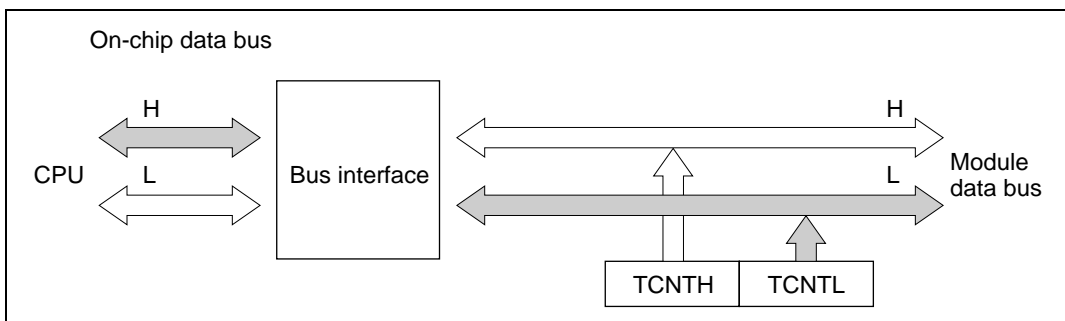 On-chip data bus
H
H
CPU
L
Bus interface
L
Module
data bus
TCNTH
TCNTL